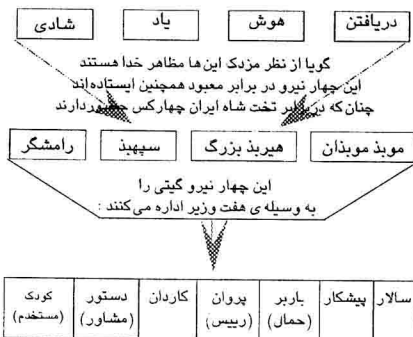 دریافتن هوش یاد شادی
گویا از نظر مزدک این ها مظاهر خدا هستند
این چهار نیرو در برابر معبود همچنین ایستاده اند
چنان که در برابر تخت شاه ایران چهارکس حضور دارند
موبذ موبذان هیربذ بزرگ سپهبذ رامشگر
این چهار نیرو گیتی را
به وسیله ی هفت وزیر اداره می کنند :
سالار پیشکار باربر پروان کاردان دستور کودک
(حمال) (رییس) (مشاور) (مستخدم)